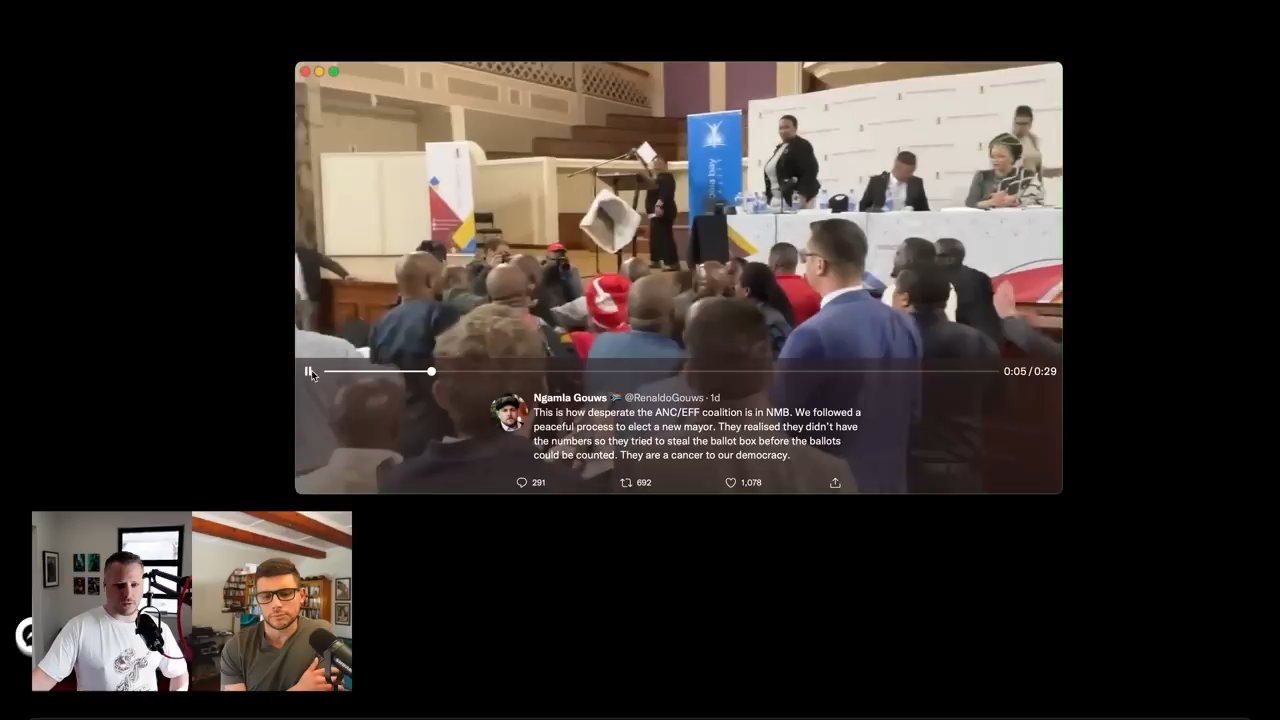 0:05/0:29
Ngamla Gouws 🇿🇦 @RenaldoGouws · 1d
This is how desperate the ANC/EFF coalition is in NMB. We followed a
peaceful process to elect a new mayor. They realised they didn't have
the numbers so they tried to steal the ballot box before the ballots
could be counted. They are a cancer to our democracy.
291 692 1,078